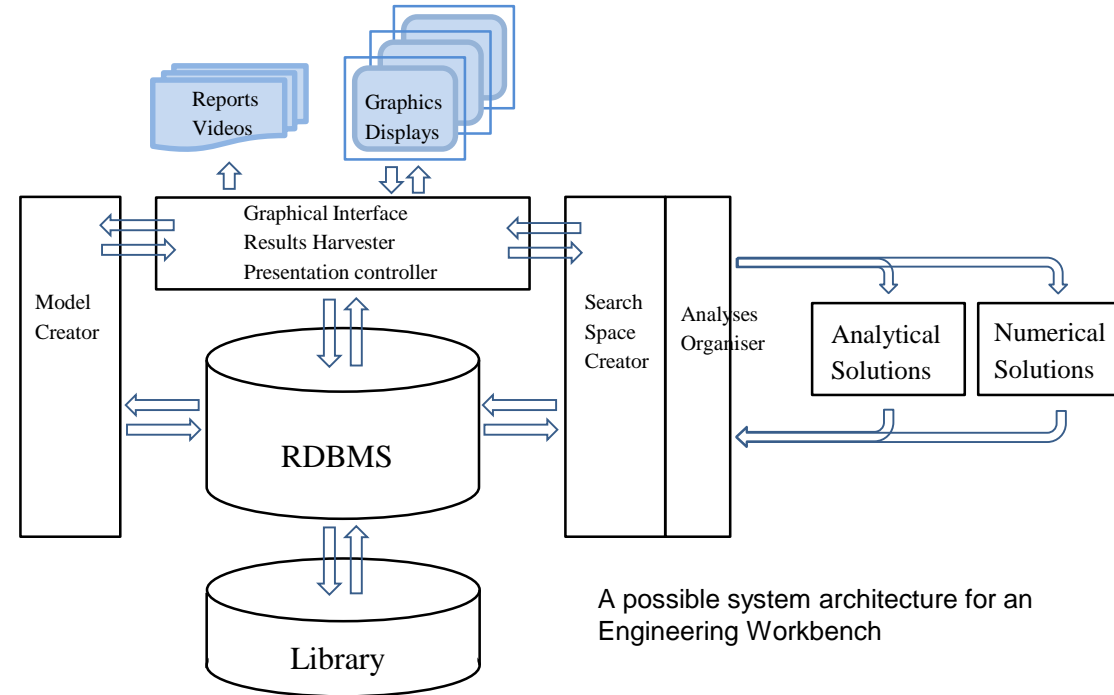 Reports
Videos
Graphics
Displays
Graphical Interface
Results Harvester
Presentation controller
Model
Creator
Search
Space
Creator
Analyses
Organiser
Analytical
Solutions
Numerical
Solutions
RDBMS
Library
A possible system architecture for an
Engineering Workbench